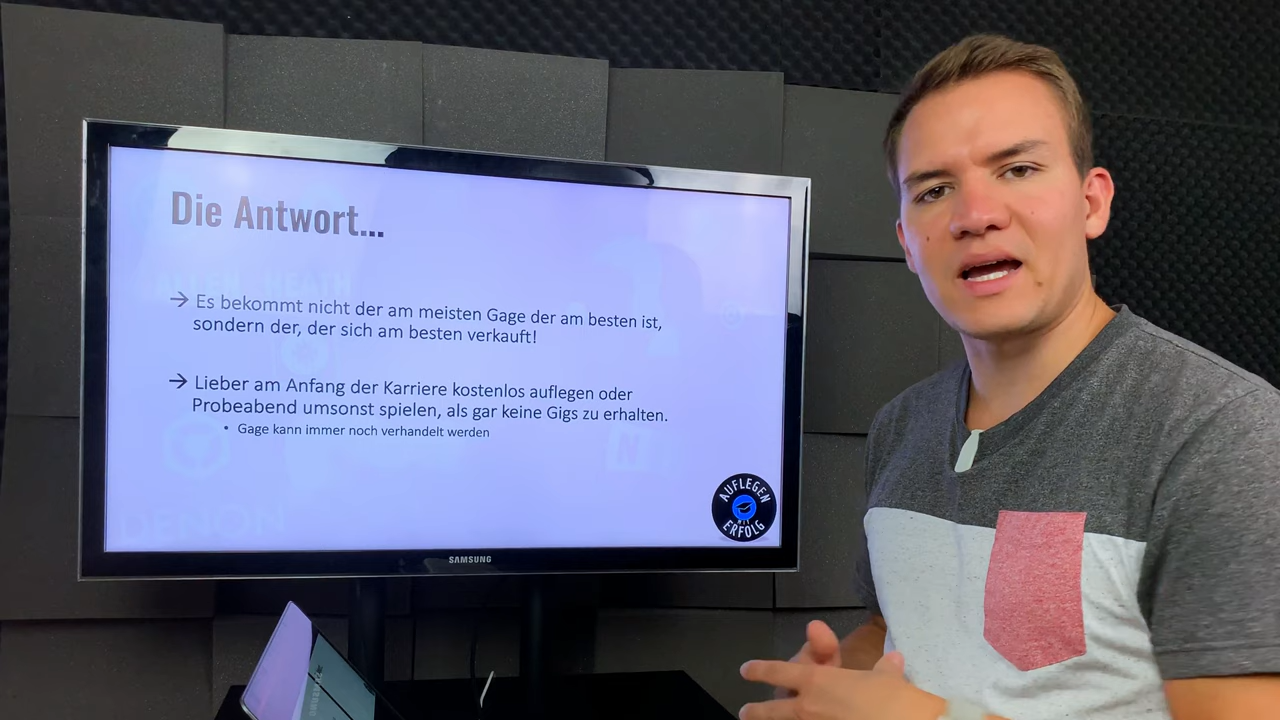 Die Antwort...
→ Es bekommt nicht der am meisten Gage der am besten ist,
sondern der, der sich am besten verkauft!
→ Lieber am Anfang der Karriere kostenlos auflegen oder
Probeabend umsonst spielen, als gar keine Gigs zu erhalten.
• Gage kann immer noch verhandelt werden
AUFLEGEN
MIT
ERFOLG
DENON
SAMSUNG